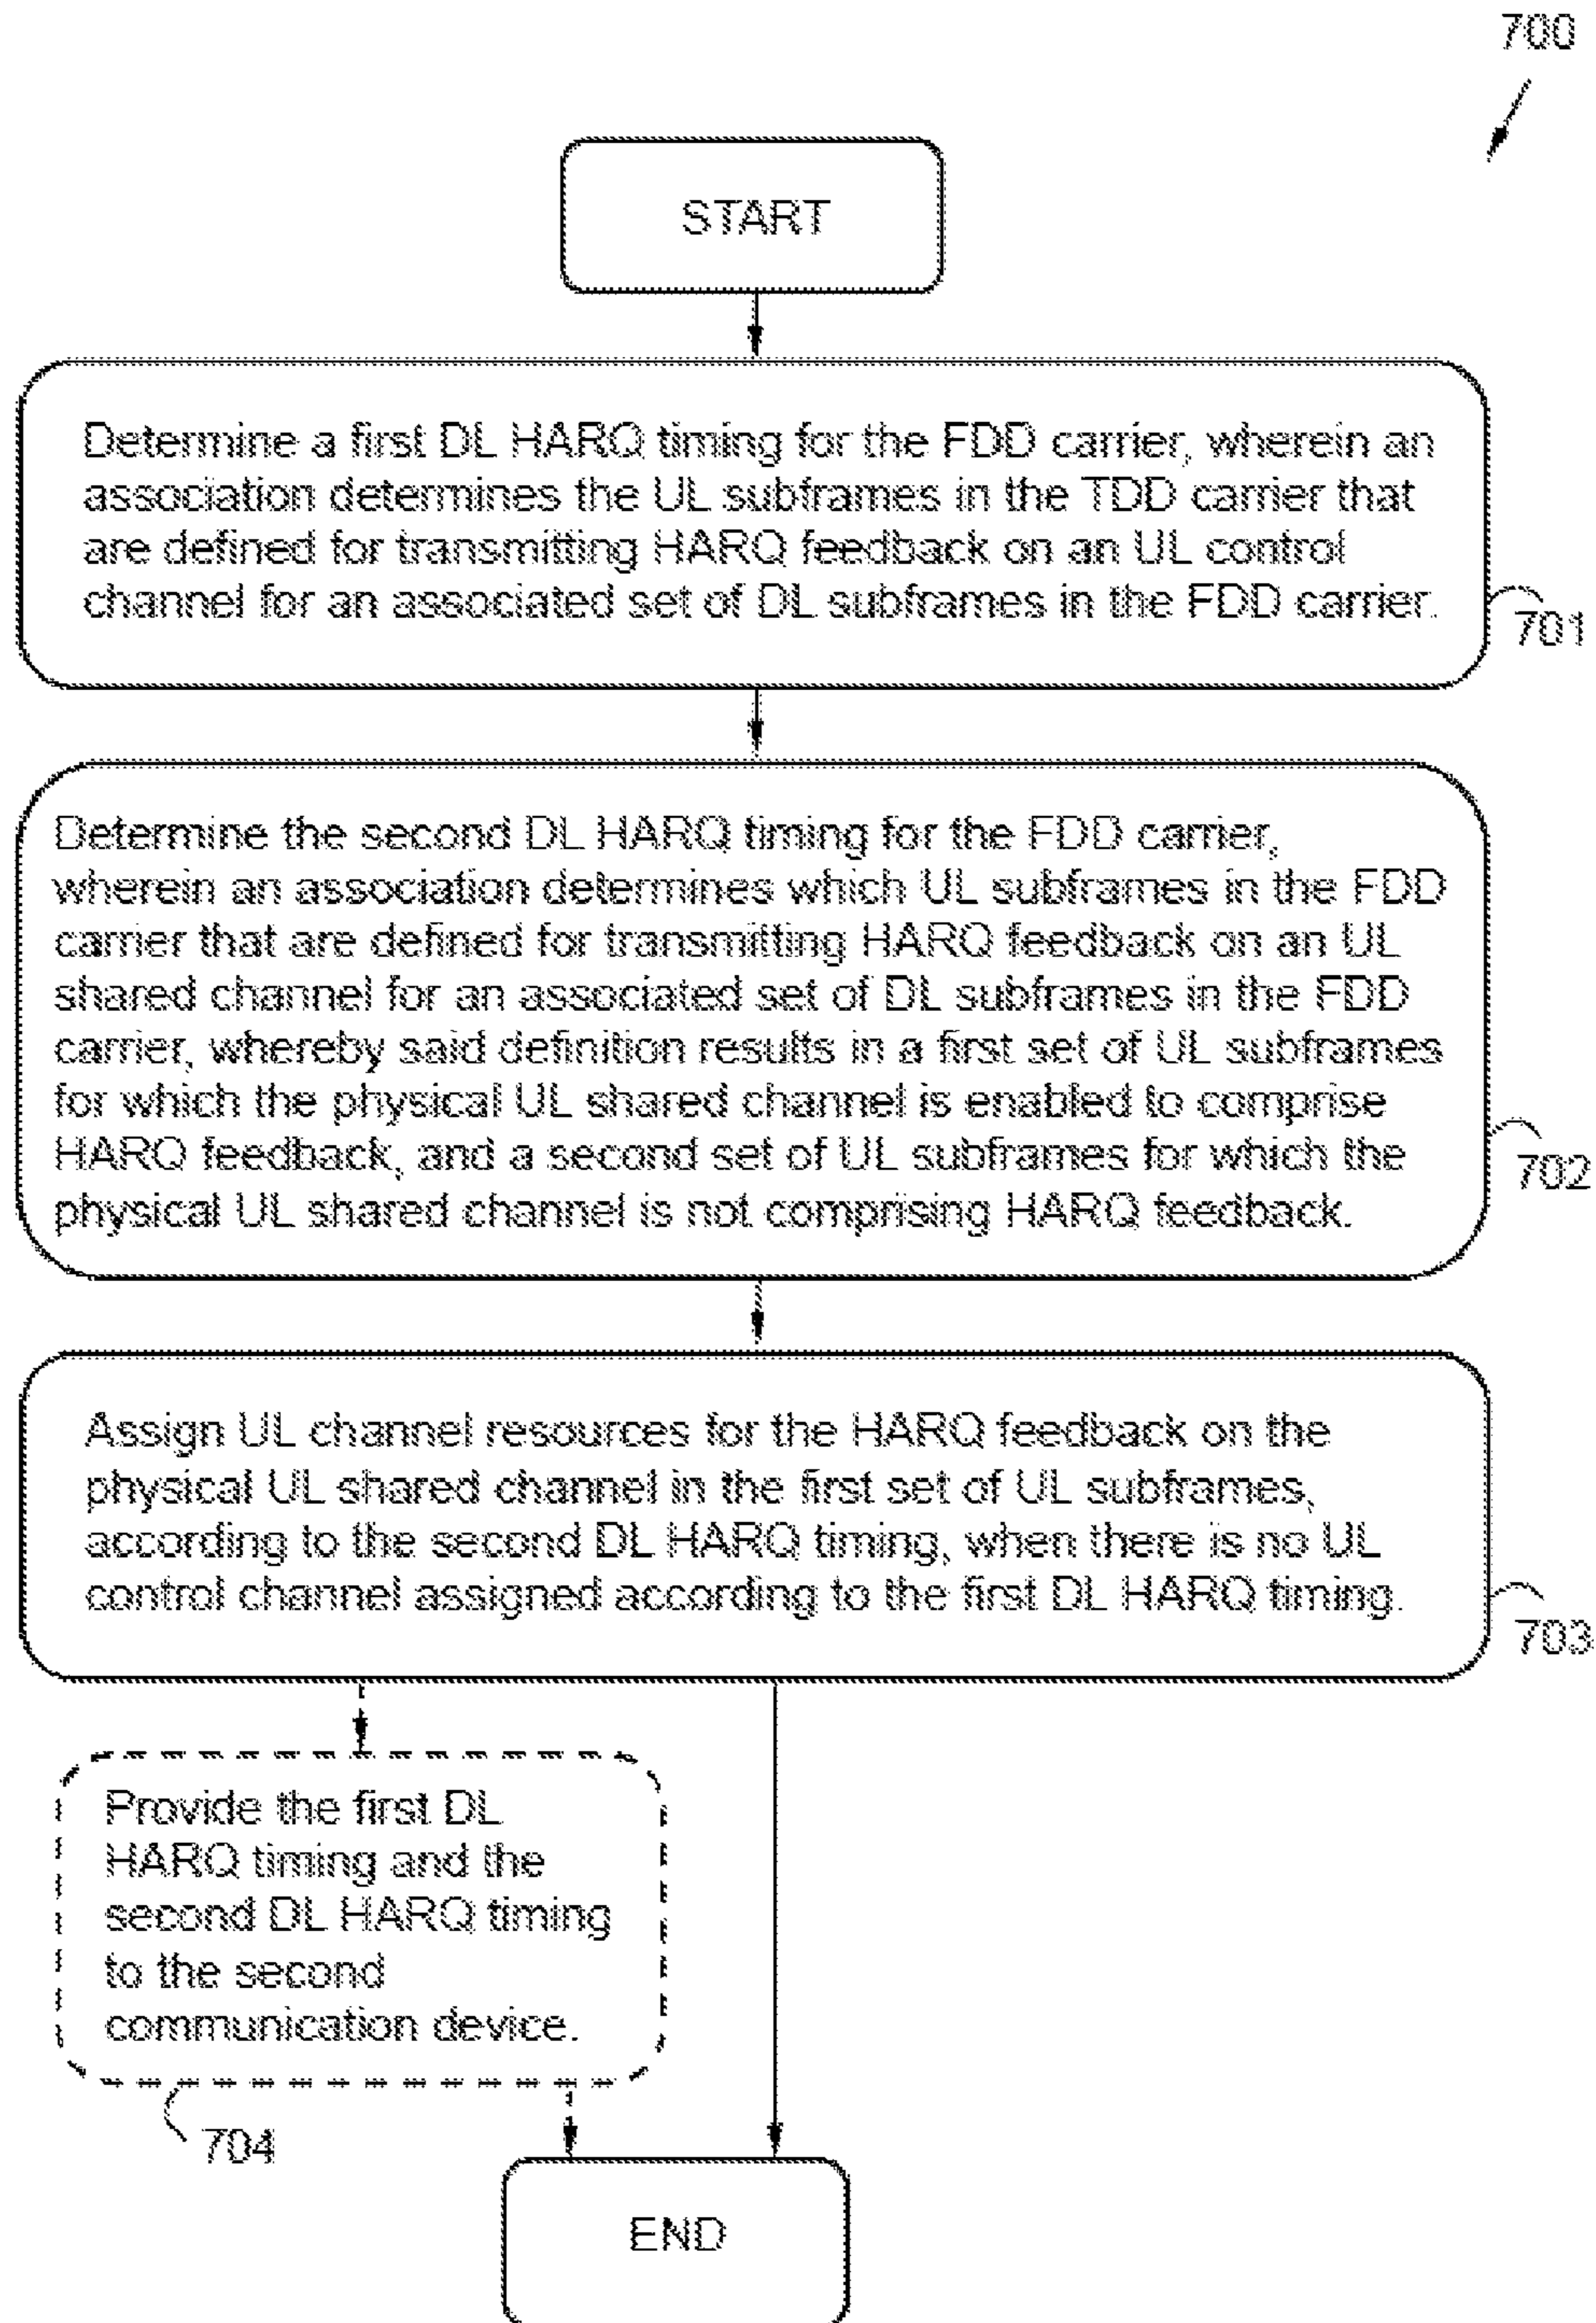 700
START
Determine a first DL HARQ timing for the FDD carrier, wherein an
association determines the UL subframes in the TDD carrier that
are defined for transmitting HARQ feedback on an UL control
channel for an associated set of DL subframes in the FDD carrier.
701
Determine the second DL HARQ timing for the FDD carrier,
wherein an association determines which UL subframes in the FDD
carrier that are defined for transmitting HARQ feedback on an UL
shared channel for an associated set of DL subframes in the FDD
carrier, whereby said definition results in a first set of UL subframes
for which the physical UL shared channel is enabled to comprise
HARQ feedback, and a second set of UL subframes for which the
physical UL shared channel is not comprising HARQ feedback.
702
Assign UL channel resources for the HARQ feedback on the
physical UL shared channel in the first set of UL subframes,
according to the second DL HARQ timing, when there is no UL
control channel assigned according to the first DL HARQ timing.
703
Provide the first DL
HARQ timing and the
second DL HARQ timing
to the second
communication device.
704
END